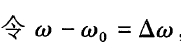 令 ω − ω₀ = Δω,